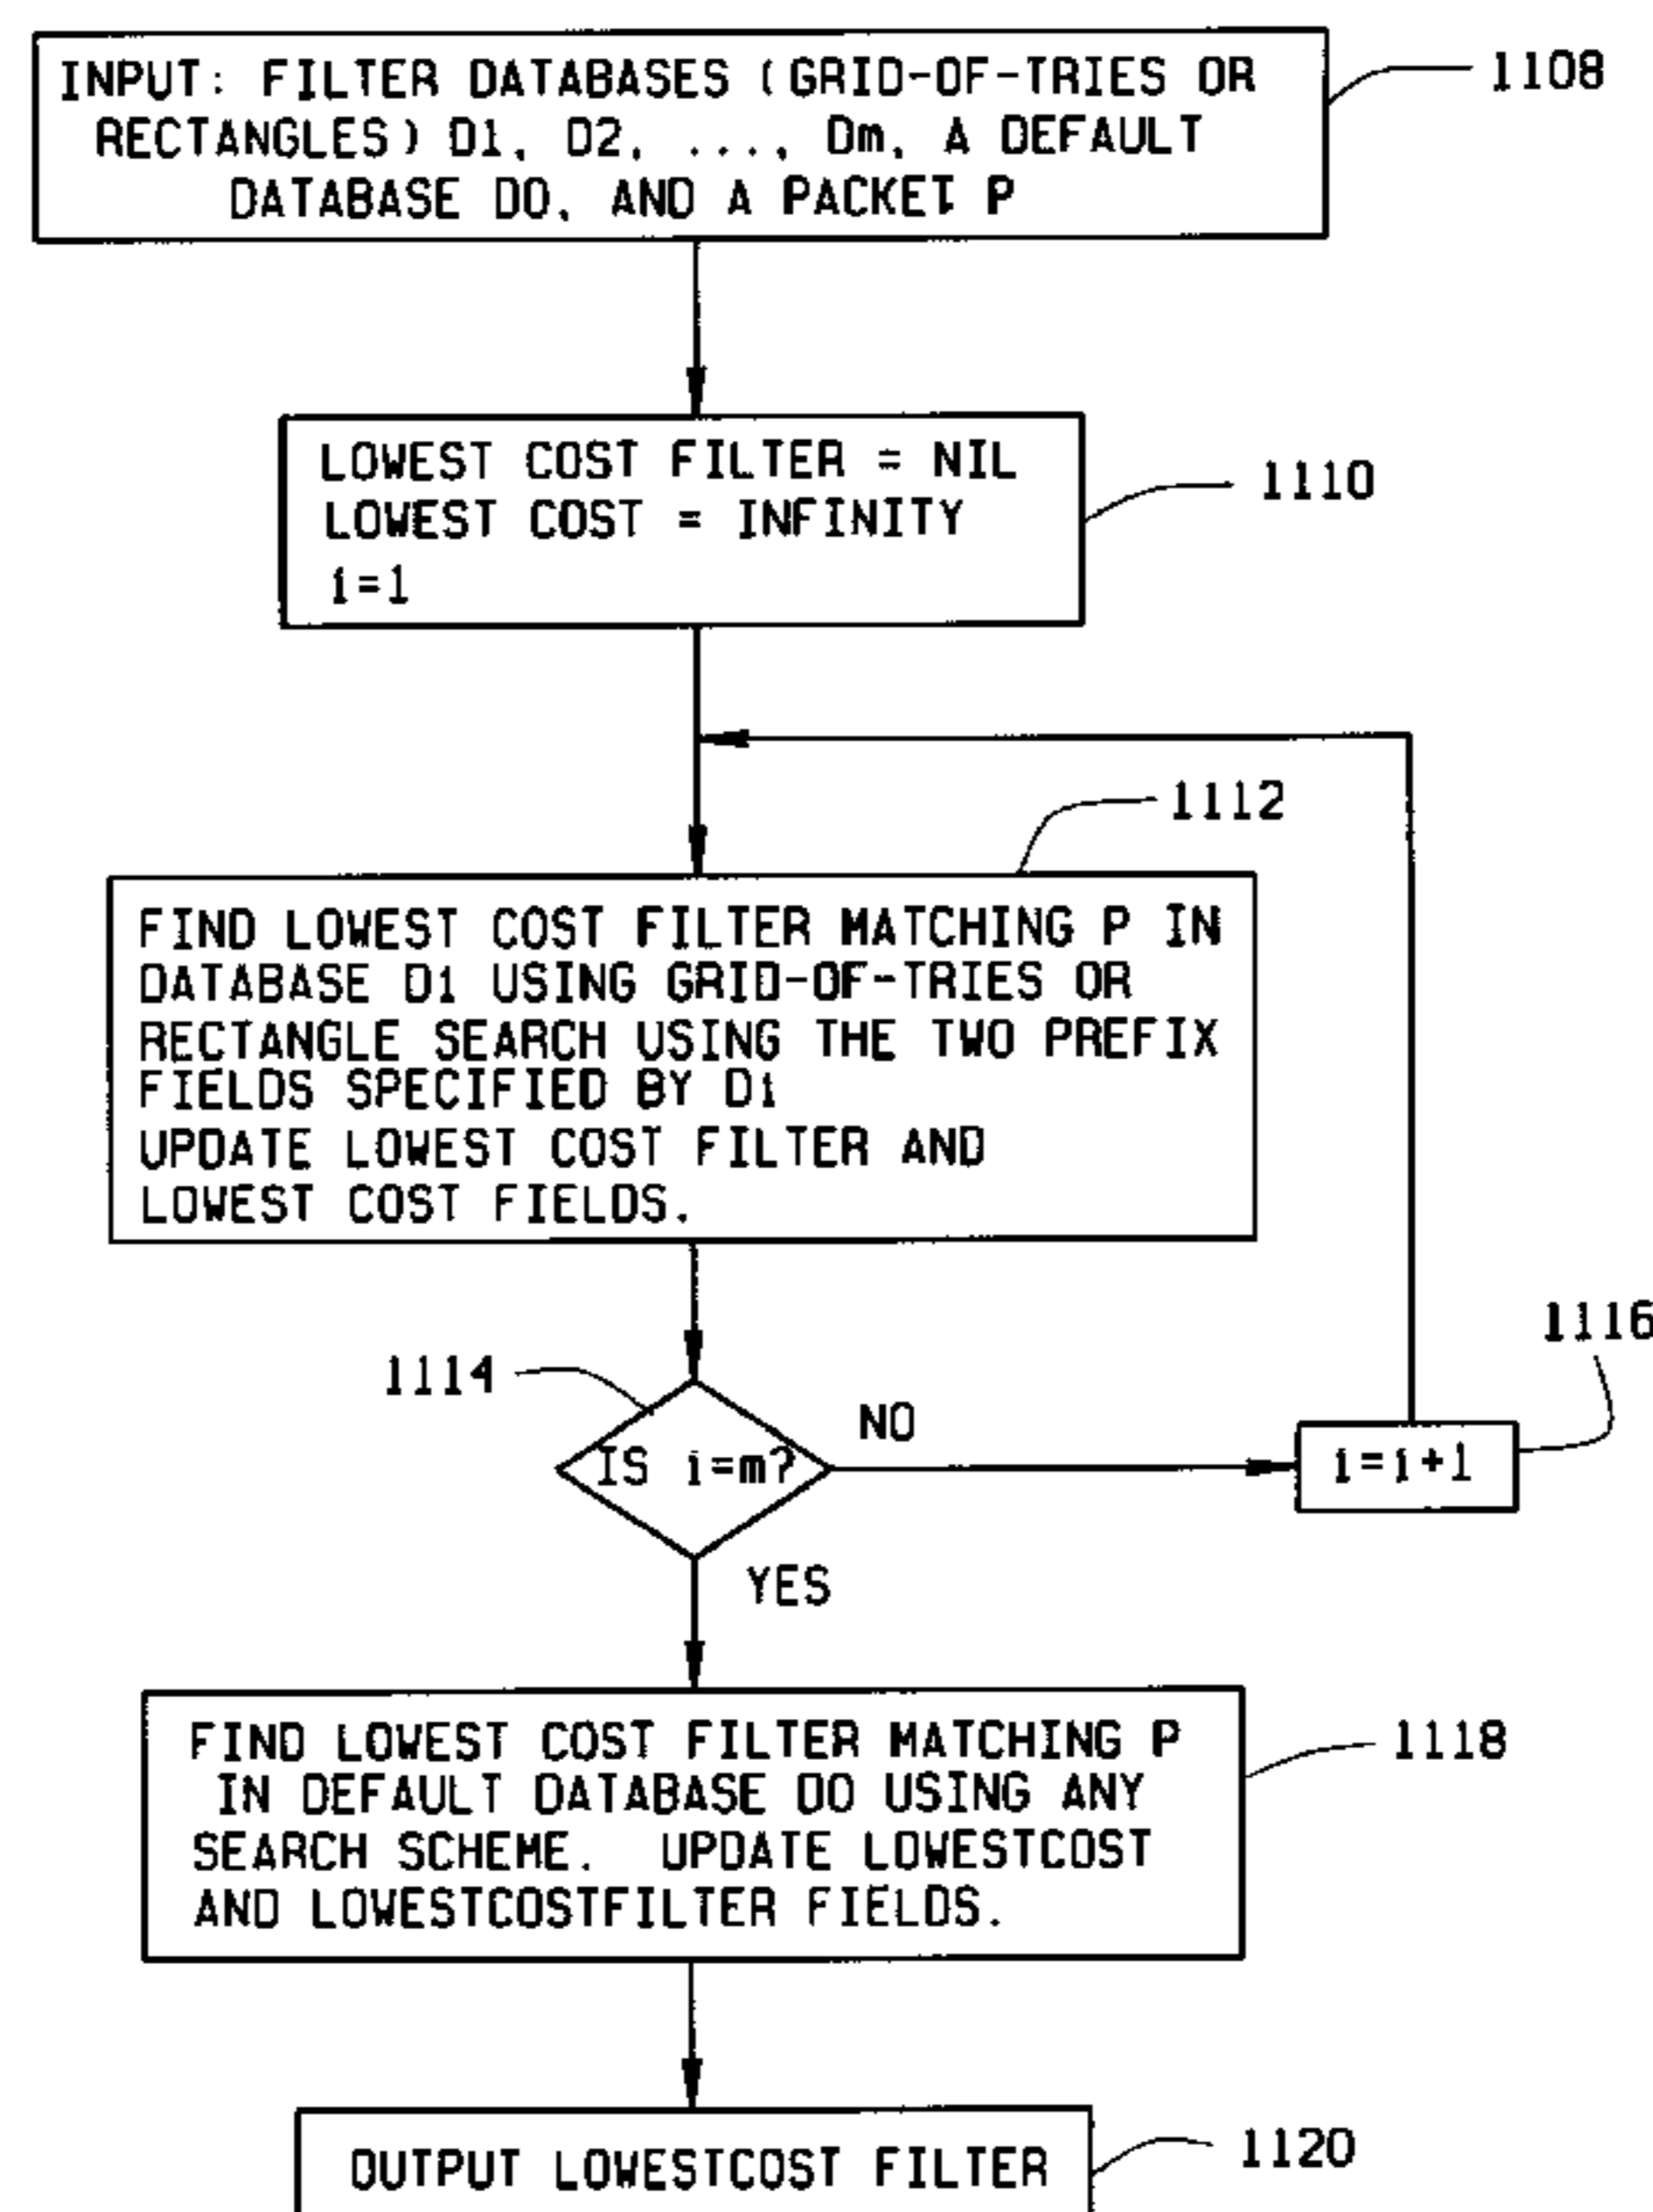 INPUT: FILTER DATABASES (GRID-OF-TRIES OR
RECTANGLES) D1, D2, ..., Dm, A DEFAULT
DATABASE D0, AND A PACKET P
1108
LOWEST COST FILTER = NIL
LOWEST COST = INFINITY
i=1
1110
1112
FIND LOWEST COST FILTER MATCHING P IN
DATABASE Di USING GRID-OF-TRIES OR
RECTANGLE SEARCH USING THE TWO PREFIX
FIELDS SPECIFIED BY Di
UPDATE LOWEST COST FILTER AND
LOWEST COST FIELDS.
1114
IS i=m?
NO
1116
i=i+1
YES
FIND LOWEST COST FILTER MATCHING P
IN DEFAULT DATABASE D0 USING ANY
SEARCH SCHEME. UPDATE LOWESTCOST
AND LOWESTCOSTFILTER FIELDS.
1118
OUTPUT LOWESTCOST FILTER
1120